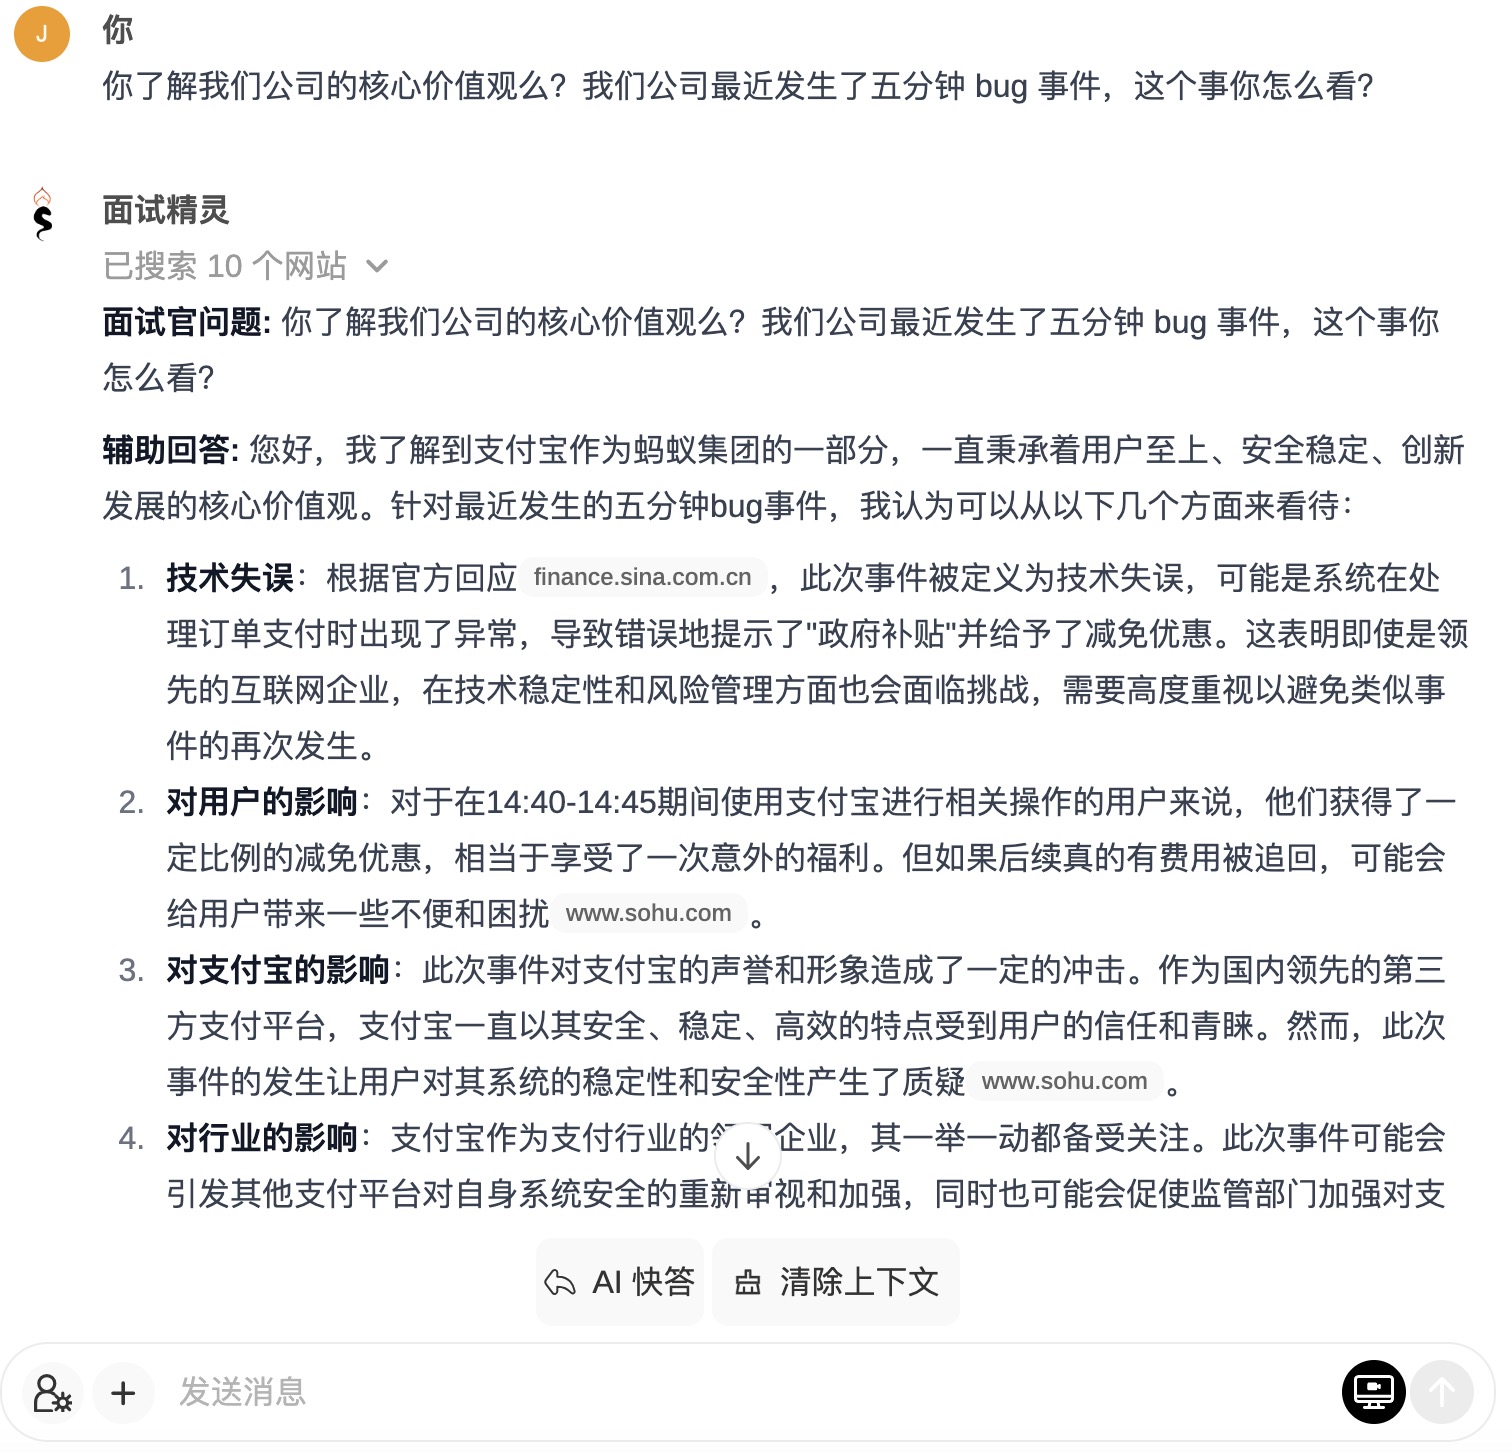 J
你
你了解我们公司的核心价值观么？我们公司最近发生了五分钟 bug 事件，这个事你怎么看?
面试精灵
已搜索 10 个网站
面试官问题: 你了解我们公司的核心价值观么？我们公司最近发生了五分钟 bug 事件，这个事你
怎么看?
辅助回答: 您好，我了解到支付宝作为蚂蚁集团的一部分，一直秉承着用户至上、安全稳定、创新
发展的核心价值观。针对最近发生的五分钟bug事件，我认为可以从以下几个方面来看待：
1. 技术失误：根据官方回应 finance.sina.com.cn ，此次事件被定义为技术失误，可能是系统在处
理订单支付时出现了异常，导致错误地提示了"政府补贴"并给予了减免优惠。这表明即使是领
先的互联网企业，在技术稳定性和风险管理方面也会面临挑战，需要高度重视以避免类似事
件的再次发生。
2. 对用户的影响：对于在14:40-14:45期间使用支付宝进行相关操作的用户来说，他们获得了一
定比例的减免优惠，相当于享受了一次意外的福利。但如果后续真的有费用被追回，可能会
给用户带来一些不便和困扰 www.sohu.com 。
3. 对支付宝的影响：此次事件对支付宝的声誉和形象造成了一定的冲击。作为国内领先的第三
方支付平台，支付宝一直以其安全、稳定、高效的特点受到用户的信任和青睐。然而，此次
事件的发生让用户对其系统的稳定性和安全性产生了质疑 www.sohu.com 。
4. 对行业的影响：支付宝作为支付行业的企业，其一举一动都备受关注。此次事件可能会
引发其他支付平台对自身系统安全的重新审视和加强，同时也可能会促使监管部门加强对支
AI 快答
清除上下文
发送消息